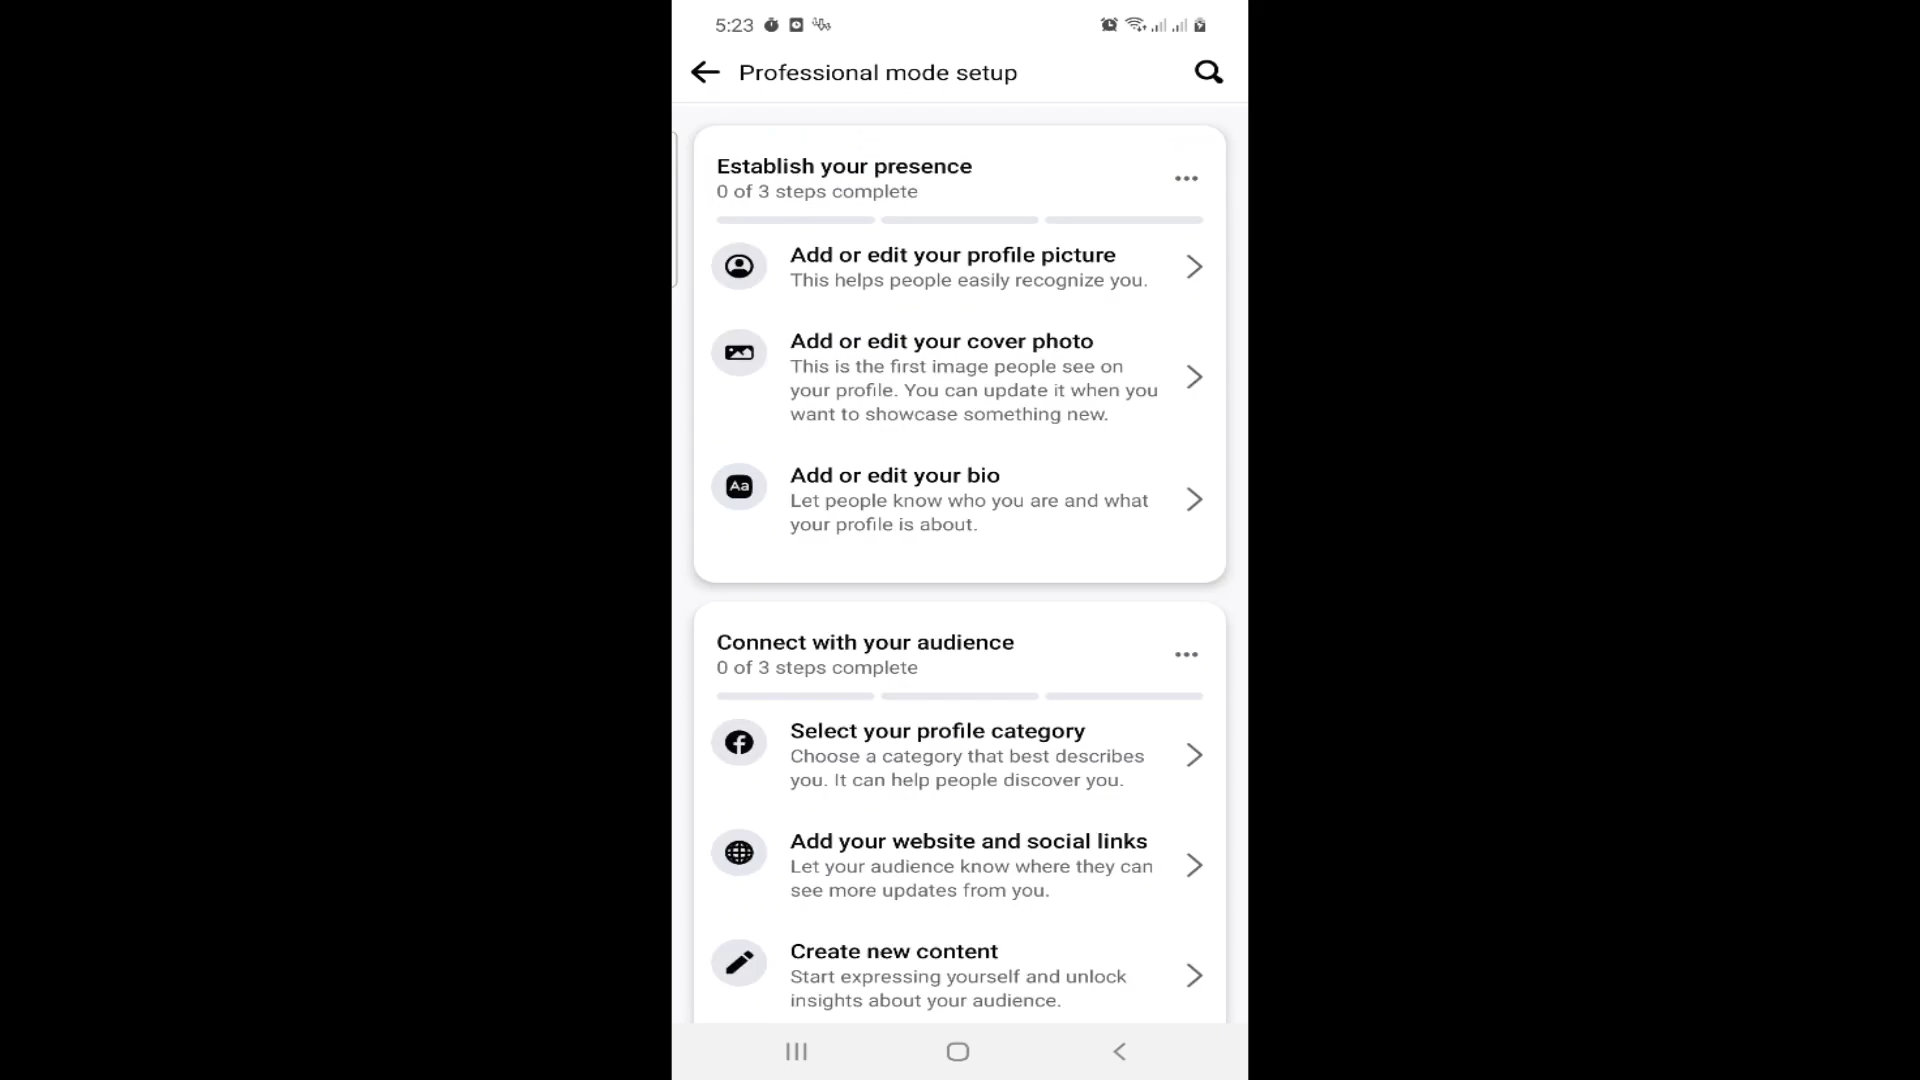 5:23
Professional mode setup
Establish your presence
0 of 3 steps complete
Add or edit your profile picture
This helps people easily recognize you.
Add or edit your cover photo
This is the first image people see on
your profile. You can update it when you
want to showcase something new.
Aa
Add or edit your bio
Let people know who you are and what
your profile is about.
Connect with your audience
0 of 3 steps complete
Select your profile category
Choose a category that best describes
you. It can help people discover you.
Add your website and social links
Let your audience know where they can
see more updates from you.
Create new content
Start expressing yourself and unlock
insights about your audience.